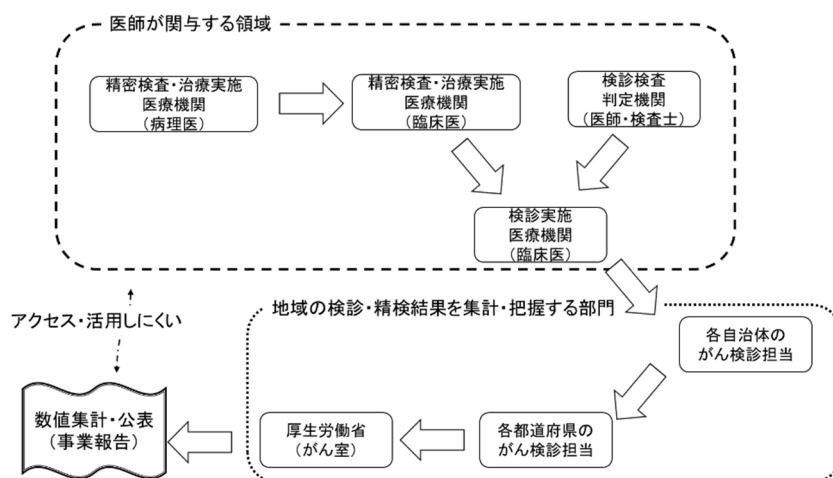 医師が関与する領域
精密検査・治療実施
医療機関
(病理医)
精密検査・治療実施
医療機関
(臨床医)
検診検査
判定機関
(医師・検査士)
検診実施
医療機関
(臨床医)
アクセス・活用しにくい
地域の検診・精検結果を集計・把握する部門
各自治体の
がん検診担当
数値集計・公表
(事業報告)
厚生労働省
(がん室)
各都道府県の
がん検診担当